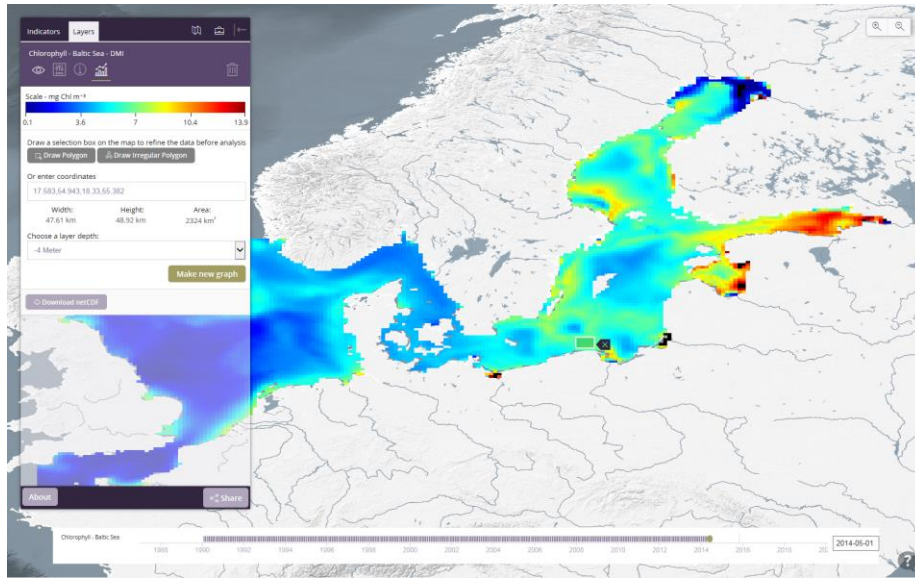 Indicators Layers
Chlorophyll - Baltic Sea - DMI
Scale - mg Chl m⁻³
0.1 3.6 7 10.4 13.9
Draw a selection box on the map to refine the data before analysis
Draw Polygon Draw Irregular Polygon
Or enter coordinates
17.583,54.943,18.33,55.382
Width: Height: Area:
47.61 km 48.92 km 2324 km²
Choose a layer depth:
-4 Meter
Make new graph
Download netCDF
About Share
Chlorophyll - Baltic Sea
1988 1990 1992 1994 1996 1998 2000 2002 2004 2006 2008 2010 2012 2014 2016 2018
2014-05-01
?